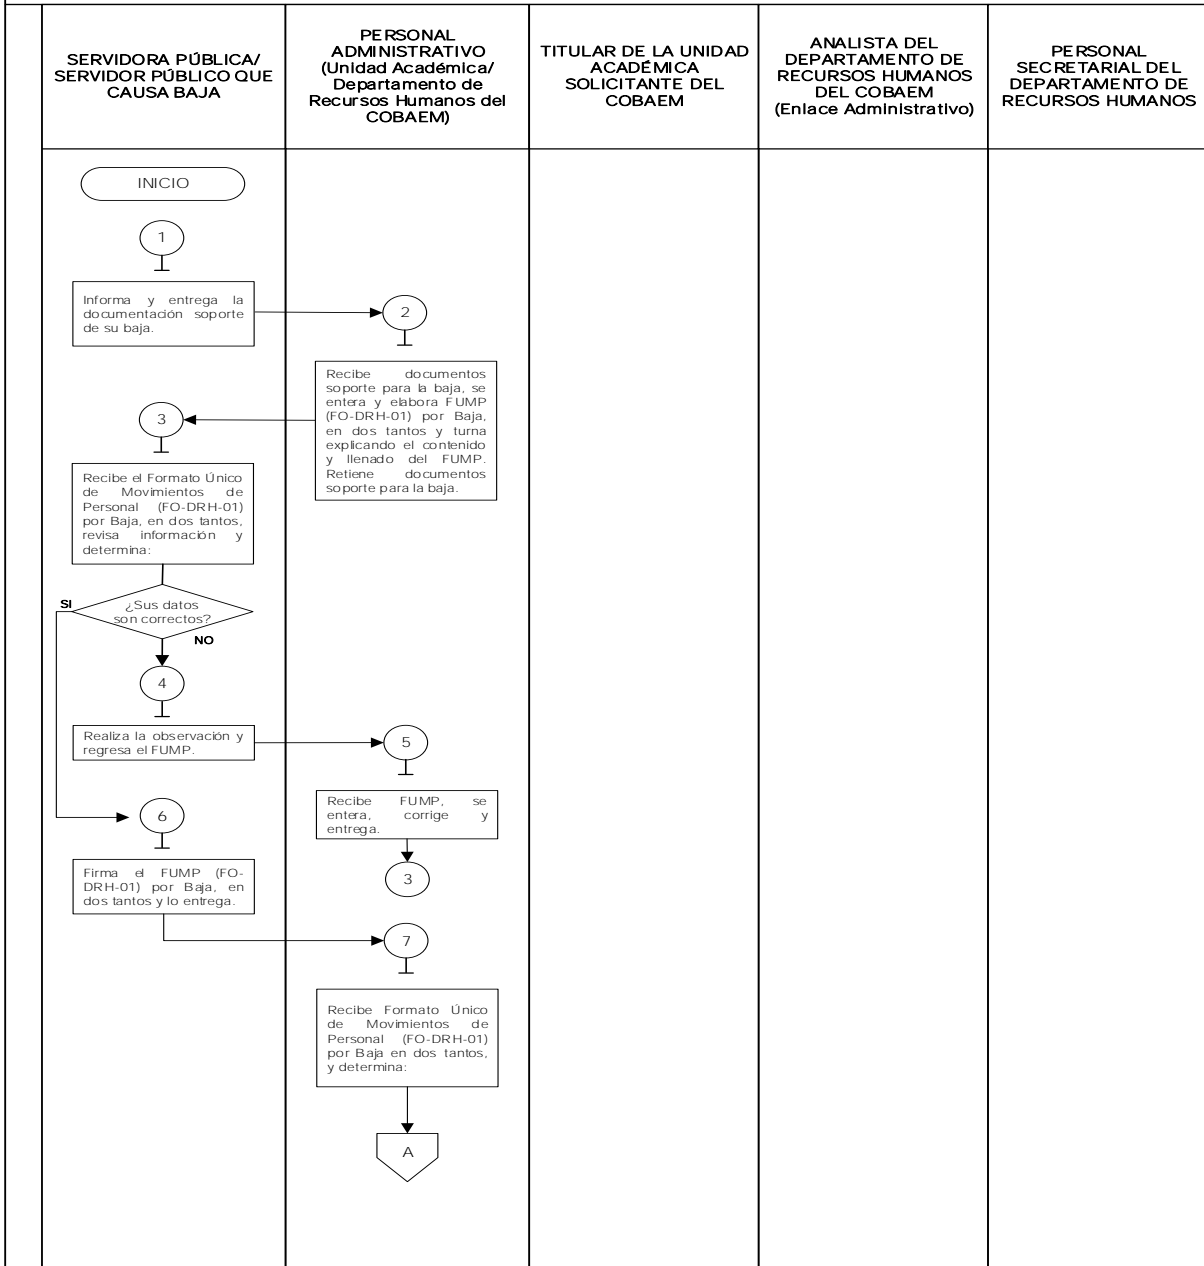 SERVIDORA PÚBLICA/
SERVIDOR PÚBLICO QUE
CAUSA BAJA
PERSONAL
ADMINISTRATIVO
(Unidad Académica/
Departamento de
Recursos Humanos del
COBAEM)
TITULAR DE LA UNIDAD
ACADÉMICA
SOLICITANTE DEL
COBAEM
ANALISTA DEL
DEPARTAMENTO DE
RECURSOS HUMANOS
DEL COBAEM
(Enlace Administrativo)
PERSONAL
SECRETARIAL DEL
DEPARTAMENTO DE
RECURSOS HUMANOS
INICIO
1
Informa y entrega la
documentación soporte
de su baja.
2
Recibe documentos
soporte para la baja, se
entera y elabora FUMP
(FO-DRH-01) por Baja,
en dos tantos y turna
explicando el contenido
y llenado del FUMP.
Retiene documentos
soporte para la baja.
3
Recibe el Formato Único
de Movimientos de
Personal (FO-DRH-01)
por Baja, en dos tantos,
revisa información y
determina:
¿Sus datos
son correctos?
SI
NO
4
Realiza la observación y
regresa el FUMP.
5
Recibe FUMP, se
entera, corrige y
entrega.
3
6
Firma el FUMP (FO-
DRH-01) por Baja, en
dos tantos y lo entrega.
7
Recibe Formato Único
de Movimientos de
Personal (FO-DRH-01)
por Baja en dos tantos,
y determina:
A